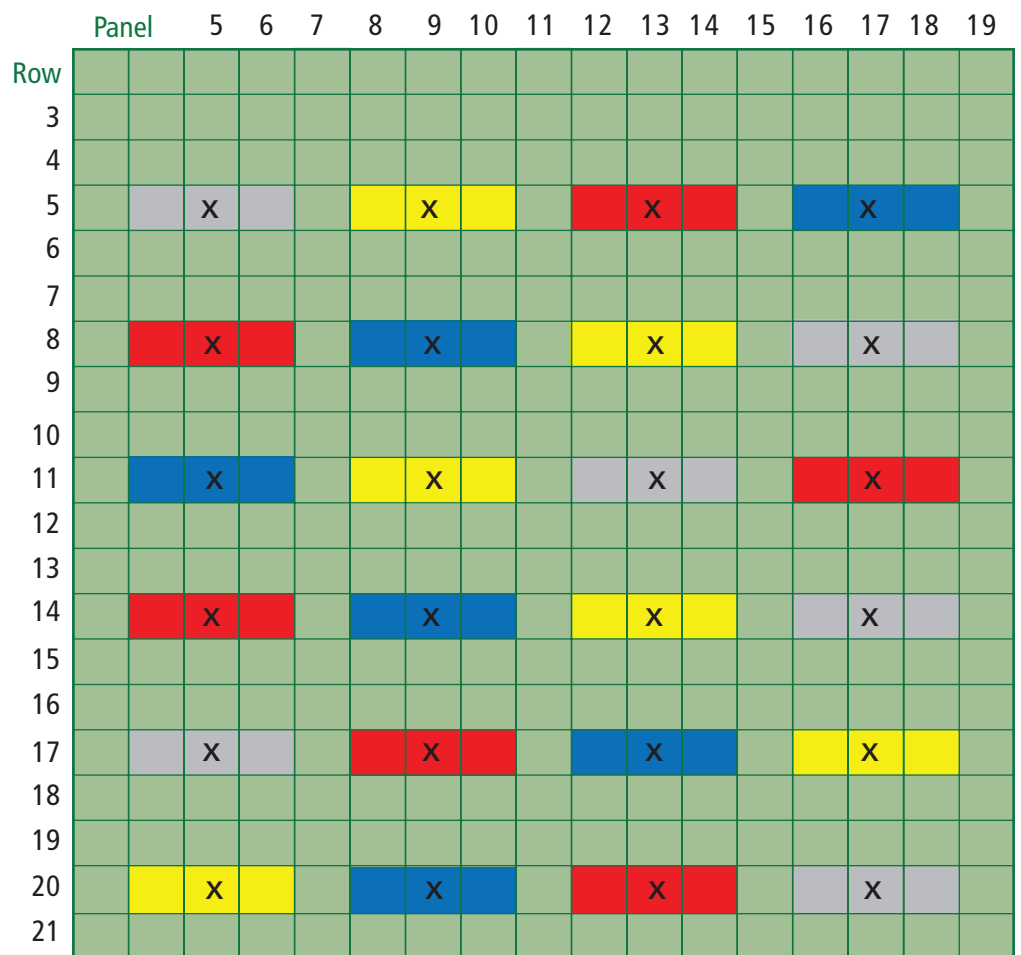 Panel 5 6 7 8 9 10 11 12 13 14 15 16 17 18 19
Row
3
4
5 X X X X
6
7
8 X X X X
9
10
11 X X X X
12
13
14 X X X X
15
16
17 X X X X
18
19
20 X X X X
21